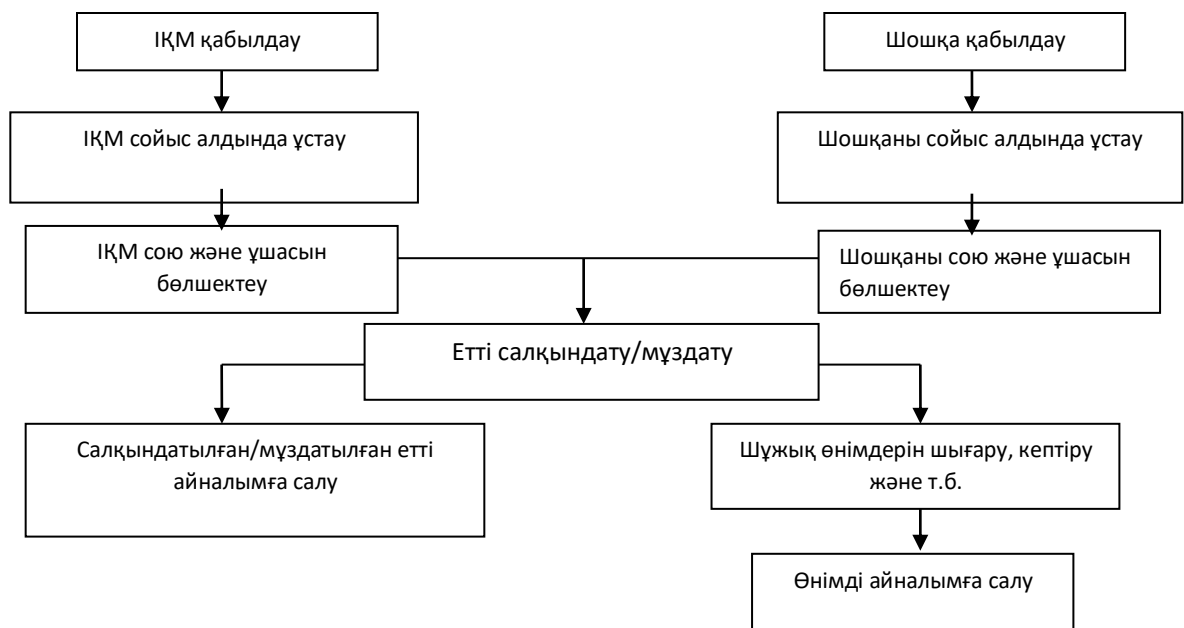 ІҚМ қабылдау
Шошқа қабылдау
ІҚМ сойыс алдында ұстау
Шошқаны сойыс алдында ұстау
ІҚМ сою және ұшасын
бөлшектеу
Шошқаны сою және ұшасын
бөлшектеу
Етті салқындату/мұздату
Салқындатылған/мұздатылған етті
айналымға салу
Шұжық өнімдерін шығару, кептіру
және т.б.
Өнімді айналымға салу